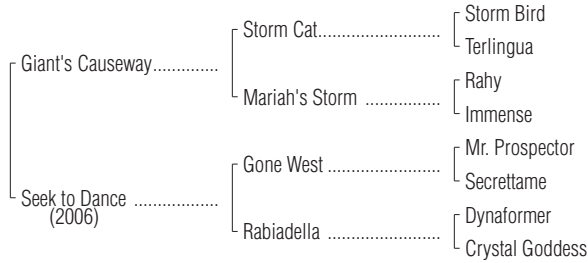 Storm Bird
Storm Cat..................................
Terlingua
Giant's Causeway..............
Rahy
Mariah's Storm .....................
Immense
Mr. Prospector
Gone West ...............................
Secrettame
Seek to Dance .................
(2006)
Dynaformer
Rabiadella .................................
Crystal Goddess